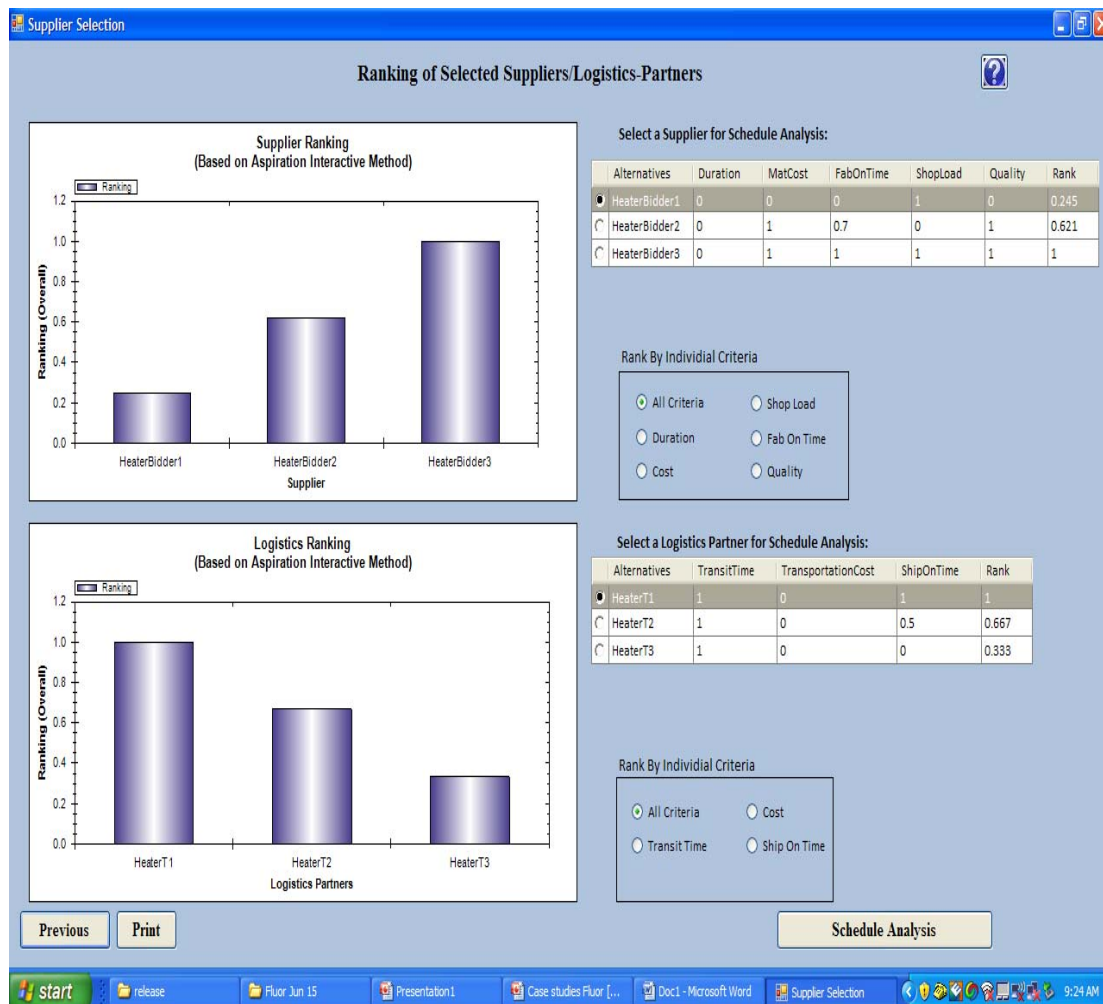 Supplier Selection
Ranking of Selected Suppliers/Logistics-Partners
Supplier Ranking
(Based on Aspiration Interactive Method)
Ranking
1.2
1.0
0.8
0.6
0.4
0.2
0.0
Ranking (Overall)
HeaterBidder1 HeaterBidder2 HeaterBidder3
Supplier
Select a Supplier for Schedule Analysis:
Alternatives Duration MatCost FabOnTime ShopLoad Quality Rank
HeaterBidder1 0 0 0 1 0 0.245
HeaterBidder2 0 1 0.7 0 1 0.621
HeaterBidder3 0 1 1 1 1 1
Rank By Individial Criteria
All Criteria Shop Load
Duration Fab On Time
Cost Quality
Logistics Ranking
(Based on Aspiration Interactive Method)
Ranking
1.2
1.0
0.8
0.6
0.4
0.2
0.0
Ranking (Overall)
HeaterT1 HeaterT2 HeaterT3
Logistics Partners
Select a Logistics Partner for Schedule Analysis:
Alternatives TransitTime TransportationCost ShipOnTime Rank
HeaterT1 1 0 1 1
HeaterT2 1 0 0.5 0.667
HeaterT3 1 0 0 0.333
Rank By Individial Criteria
All Criteria Cost
Transit Time Ship On Time
Previous Print Schedule Analysis
start release Fluor Jun 15 Presentation1 Case studies Fluor [... Doc1 - Microsoft Word Supplier Selection 9:24 AM